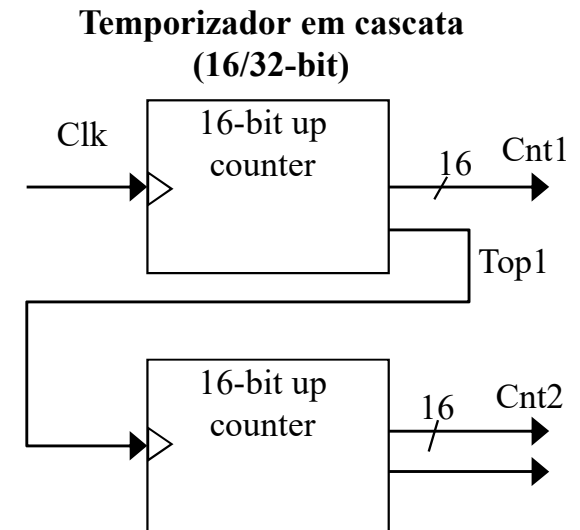 Temporizador em cascata
(16/32-bit)
Clk
16-bit up
counter
16
Cnt1
Top1
16-bit up
counter
16
Cnt2